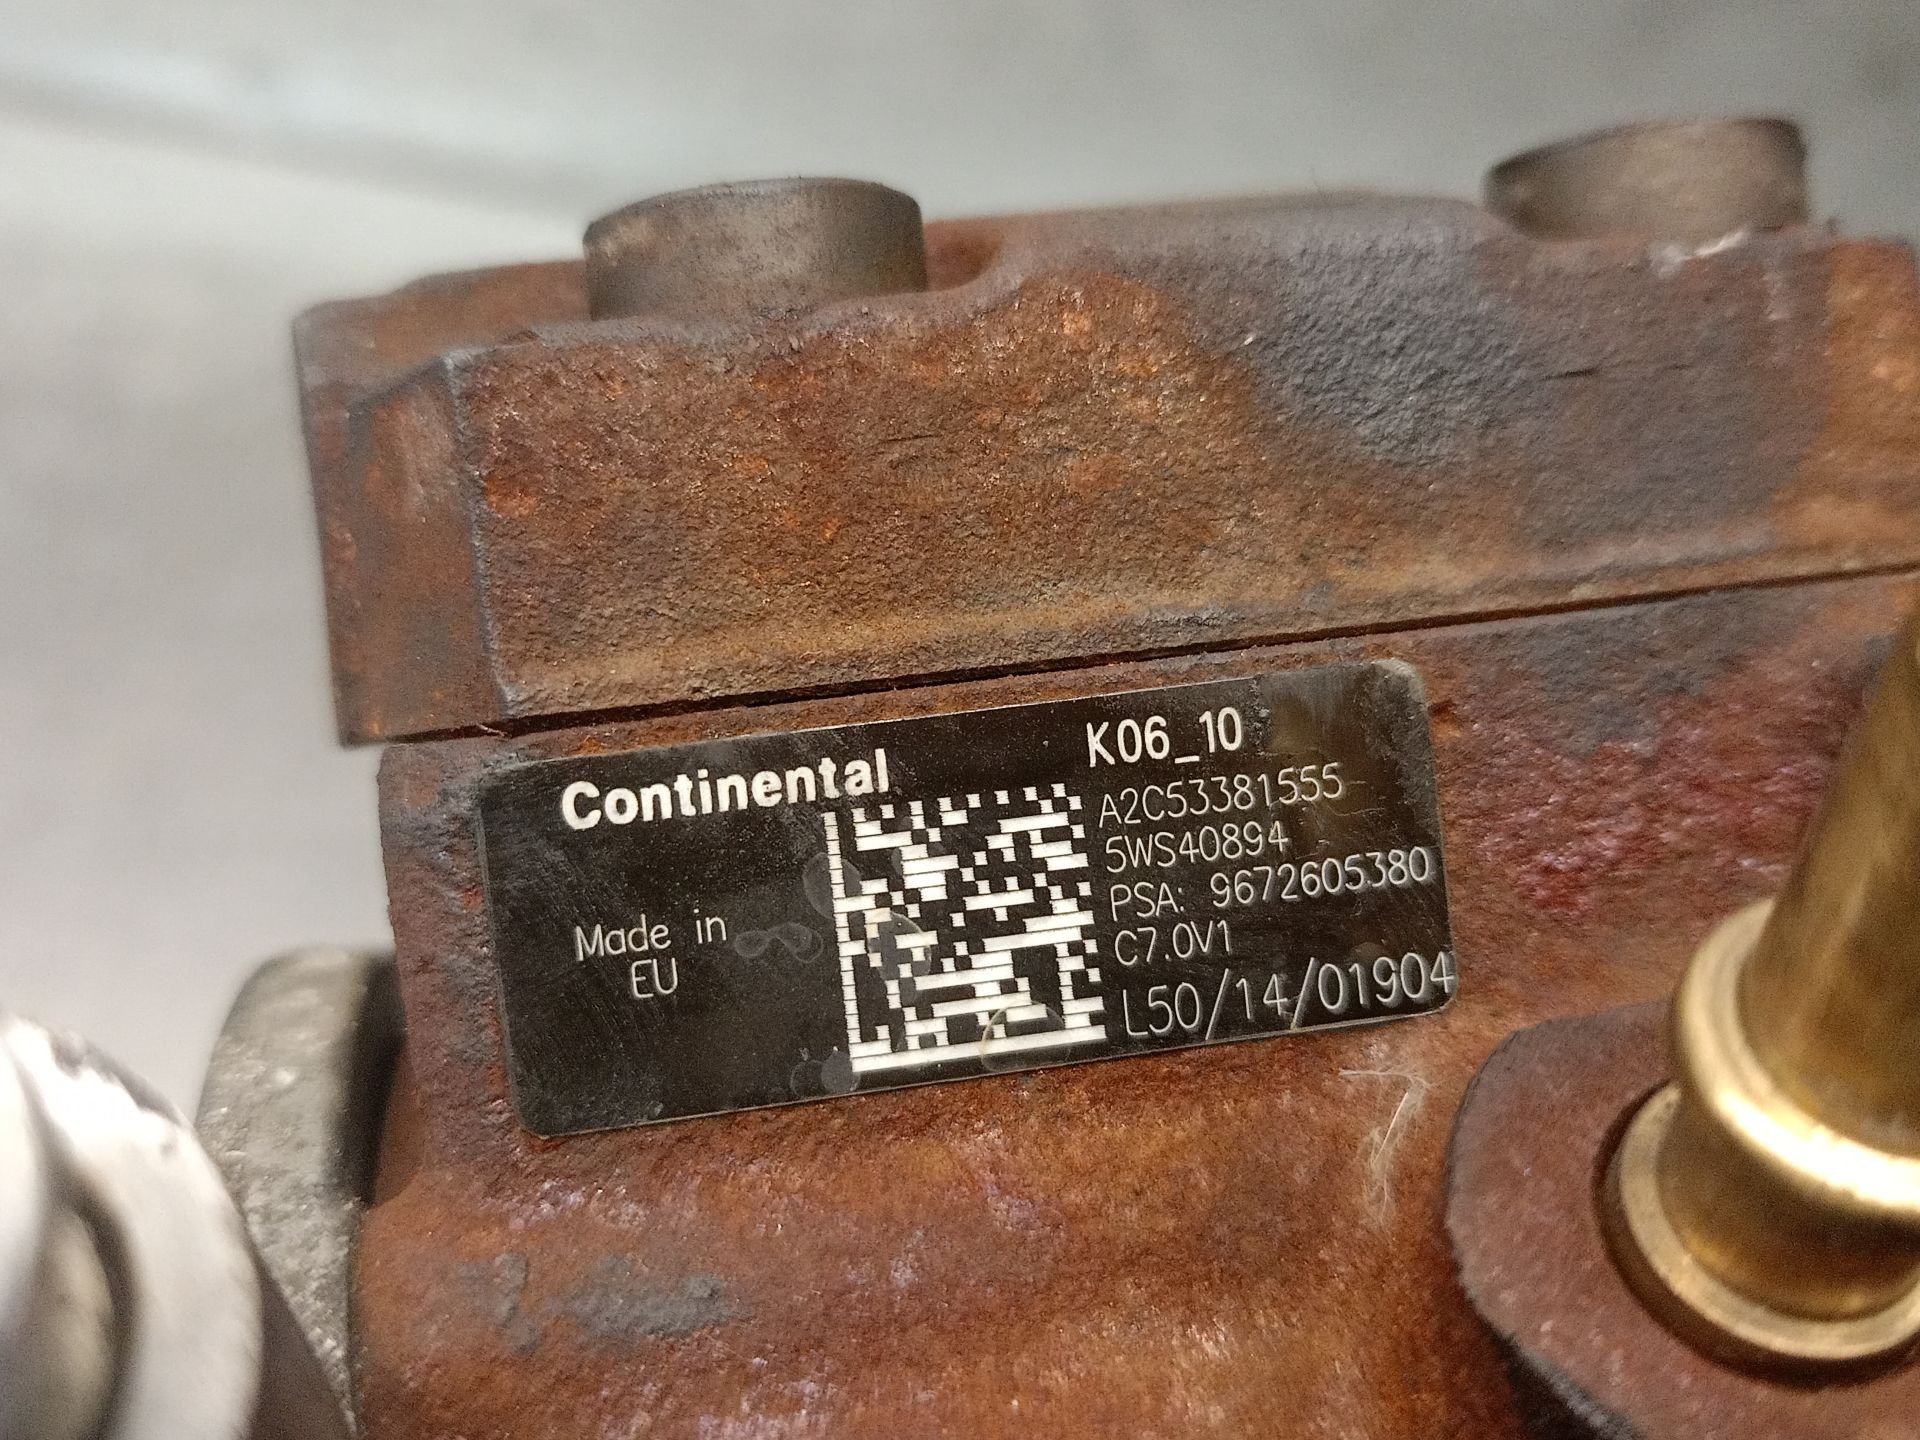 Continental
K06_10
A2C53381555
5WS40894
PSA: 9672605380
C7.0V1
L50/14/01904
Made in
EU